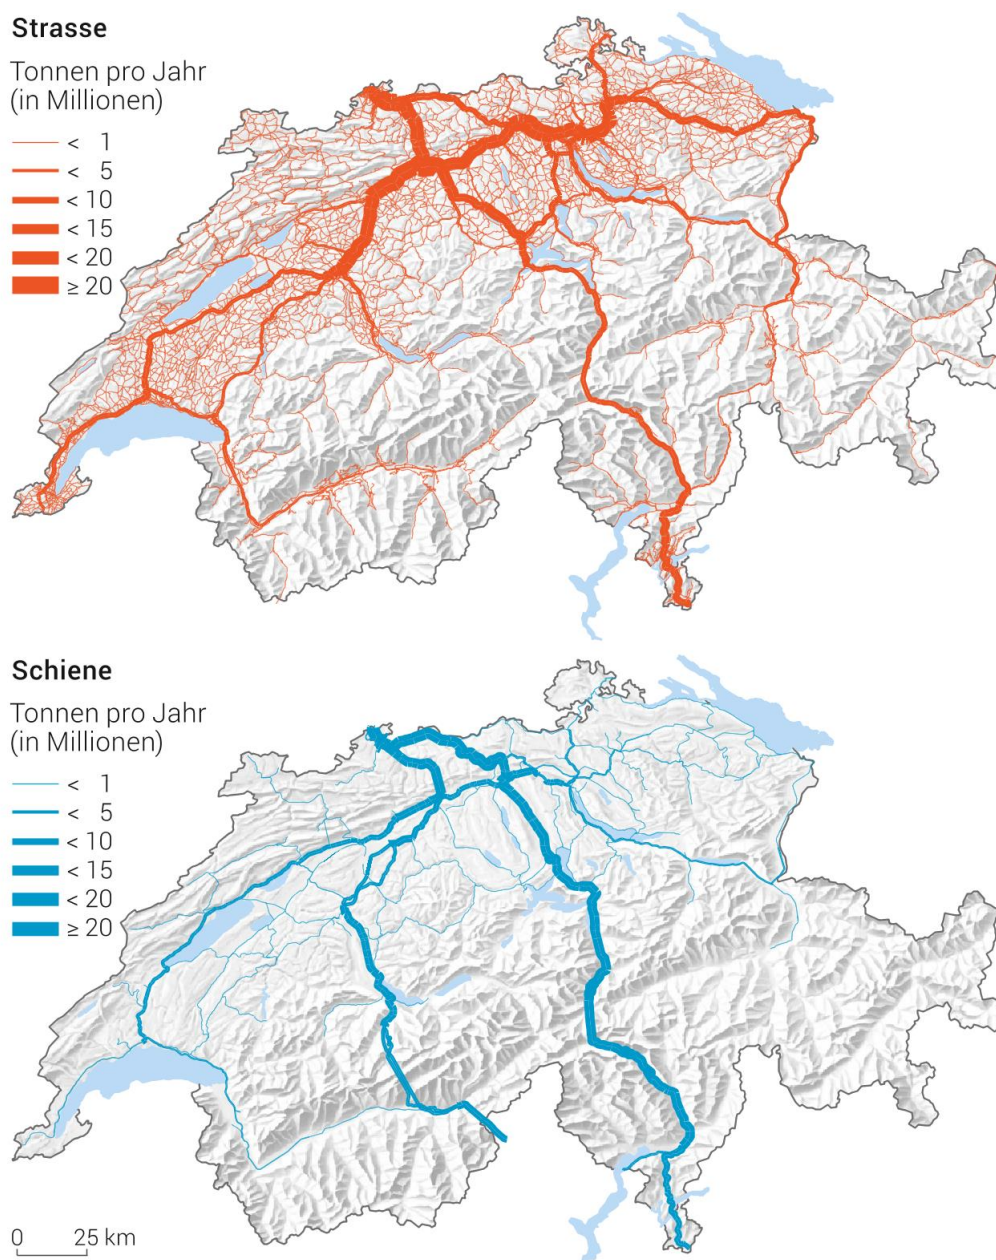 Strasse
Tonnen pro Jahr
(in Millionen)
< 1
< 5
< 10
< 15
< 20
≥ 20
Schiene
Tonnen pro Jahr
(in Millionen)
< 1
< 5
< 10
< 15
< 20
≥ 20
0 25 km